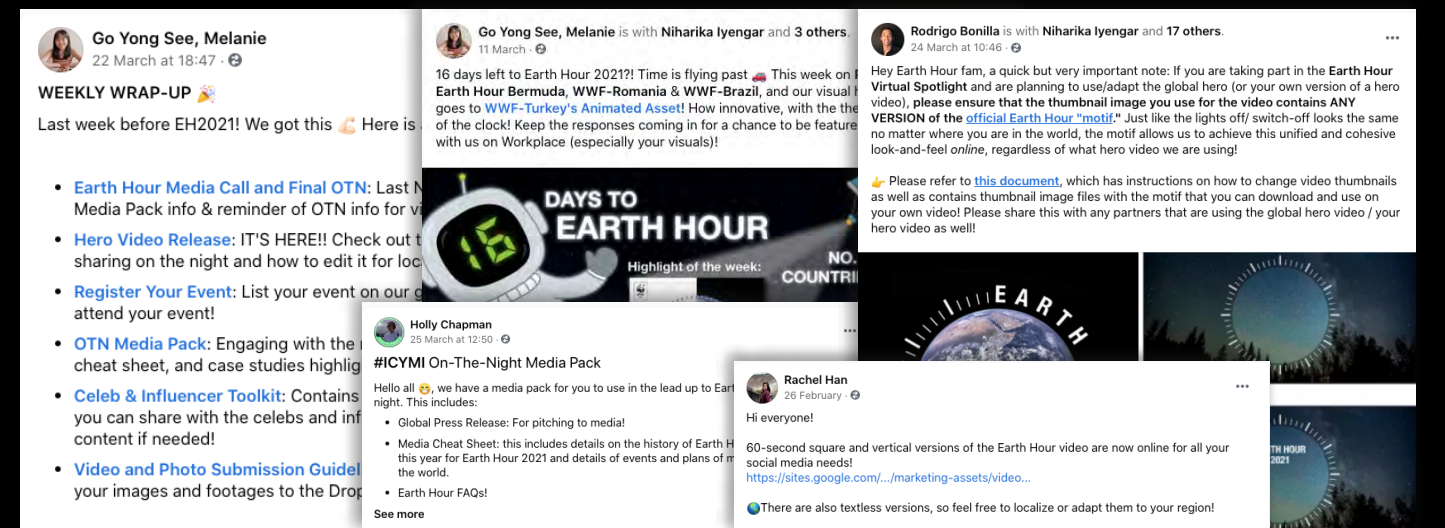 Go Yong See, Melanie
22 March at 18:47 ·
WEEKLY WRAP-UP 🎉
Last week before EH2021! We got this 💪🏻 Here is
Earth Hour Media Call and Final OTN: Last
Media Pack info & reminder of OTN info for
Hero Video Release: IT'S HERE!! Check out
sharing on the night and how to edit it for
Register Your Event: List your event on our
attend your event!
OTN Media Pack: Engaging with the
cheat sheet, and case studies
Celeb & Influencer Toolkit: Contains
you can share with the celebs and
content if needed!
Video and Photo Submission
your images and footages to the
Go Yong See, Melanie is with Niharika Iyengar and 3 others.
11 March ·
16 days left to Earth Hour 2021?! Time is flying past 🚗 This week on
Earth Hour Bermuda, WWF-Romania & WWF-Brazil, and our visual
goes to WWF-Turkey's Animated Asset! How innovative, with the
of the clock! Keep the responses coming in for a chance to be
with us on Workplace (especially your visuals)!
16
DAYS TO
EARTH HOUR
Highlight of the week:
NO.
Holly Chapman
25 March at 12:50 ·
#ICYMI On-The-Night Media Pack
Hello all 😁, we have a media pack for you to use in the lead up to
night. This includes:
Global Press Release: For pitching to media!
Media Cheat Sheet: this includes details on the history of Earth
this year for Earth Hour 2021 and details of events and plans of
the world.
Earth Hour FAQs!
See more
Rodrigo Bonilla is with Niharika Iyengar and 17 others.
24 March at 10:46 ·
Hey Earth Hour fam, a quick but very important note: If you are taking part in the Earth Hour
Virtual Spotlight and are planning to use/adapt the global hero (or your own version of a hero
video), please ensure that the thumbnail image you use for the video contains ANY
VERSION of the official Earth Hour "motif." Just like the lights off/ switch-off looks the same
no matter where you are in the world, the motif allows us to achieve this unified and cohesive
look-and-feel online, regardless of what hero video we are using!
👉 Please refer to this document, which has instructions on how to change video thumbnails
as well as contains thumbnail image files with the motif that you can download and use on
your own video! Please share this with any partners that are using the global hero video / your
hero video as well!
EARTH
HOUR
2021
Rachel Han
26 February ·
Hi everyone!
60-second square and vertical versions of the Earth Hour video are now online for all your
social media needs!
https://sites.google.com/.../marketing-assets/video...
🌏There are also textless versions, so feel free to localize or adapt them to your region!